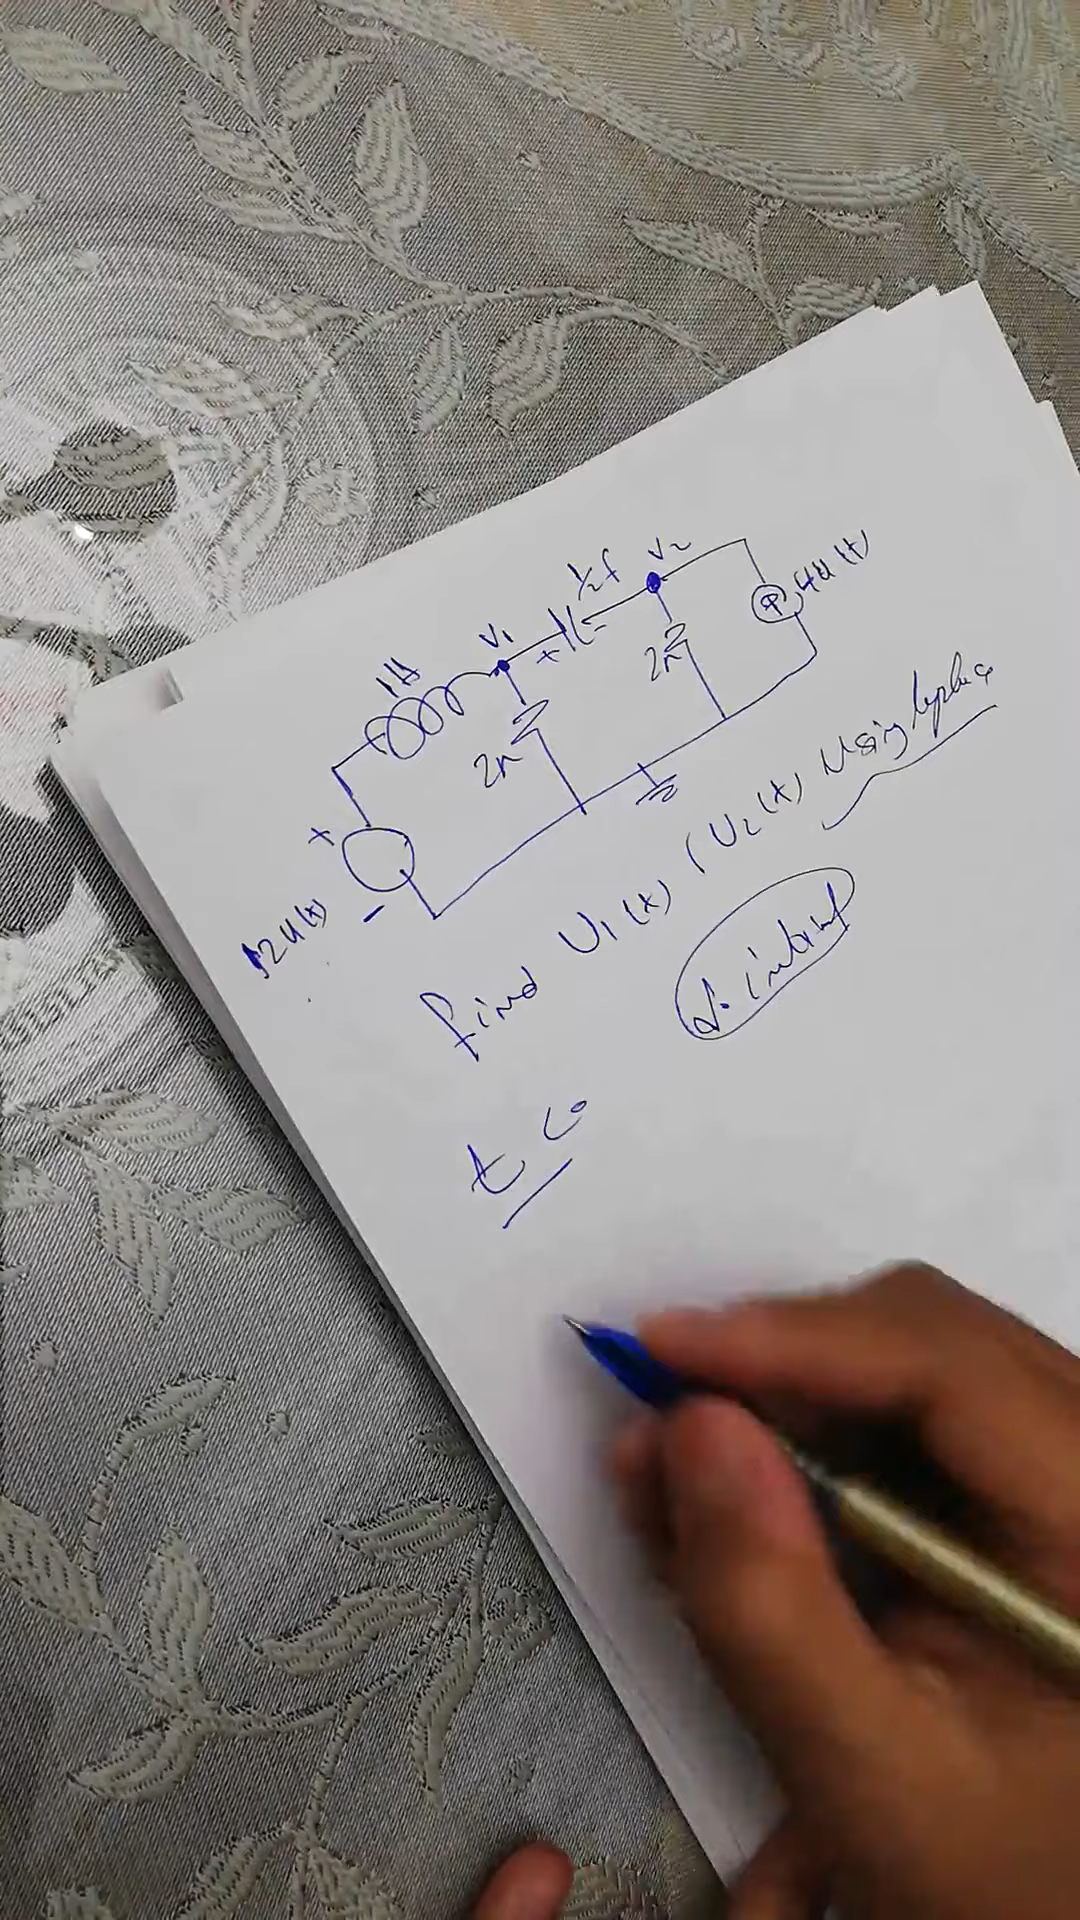 V1
V2
1H
½f
4u(t)
+
2Ω
2Ω
+
-
12u(t)
find V1(t), V2(t) using laplace
t<0